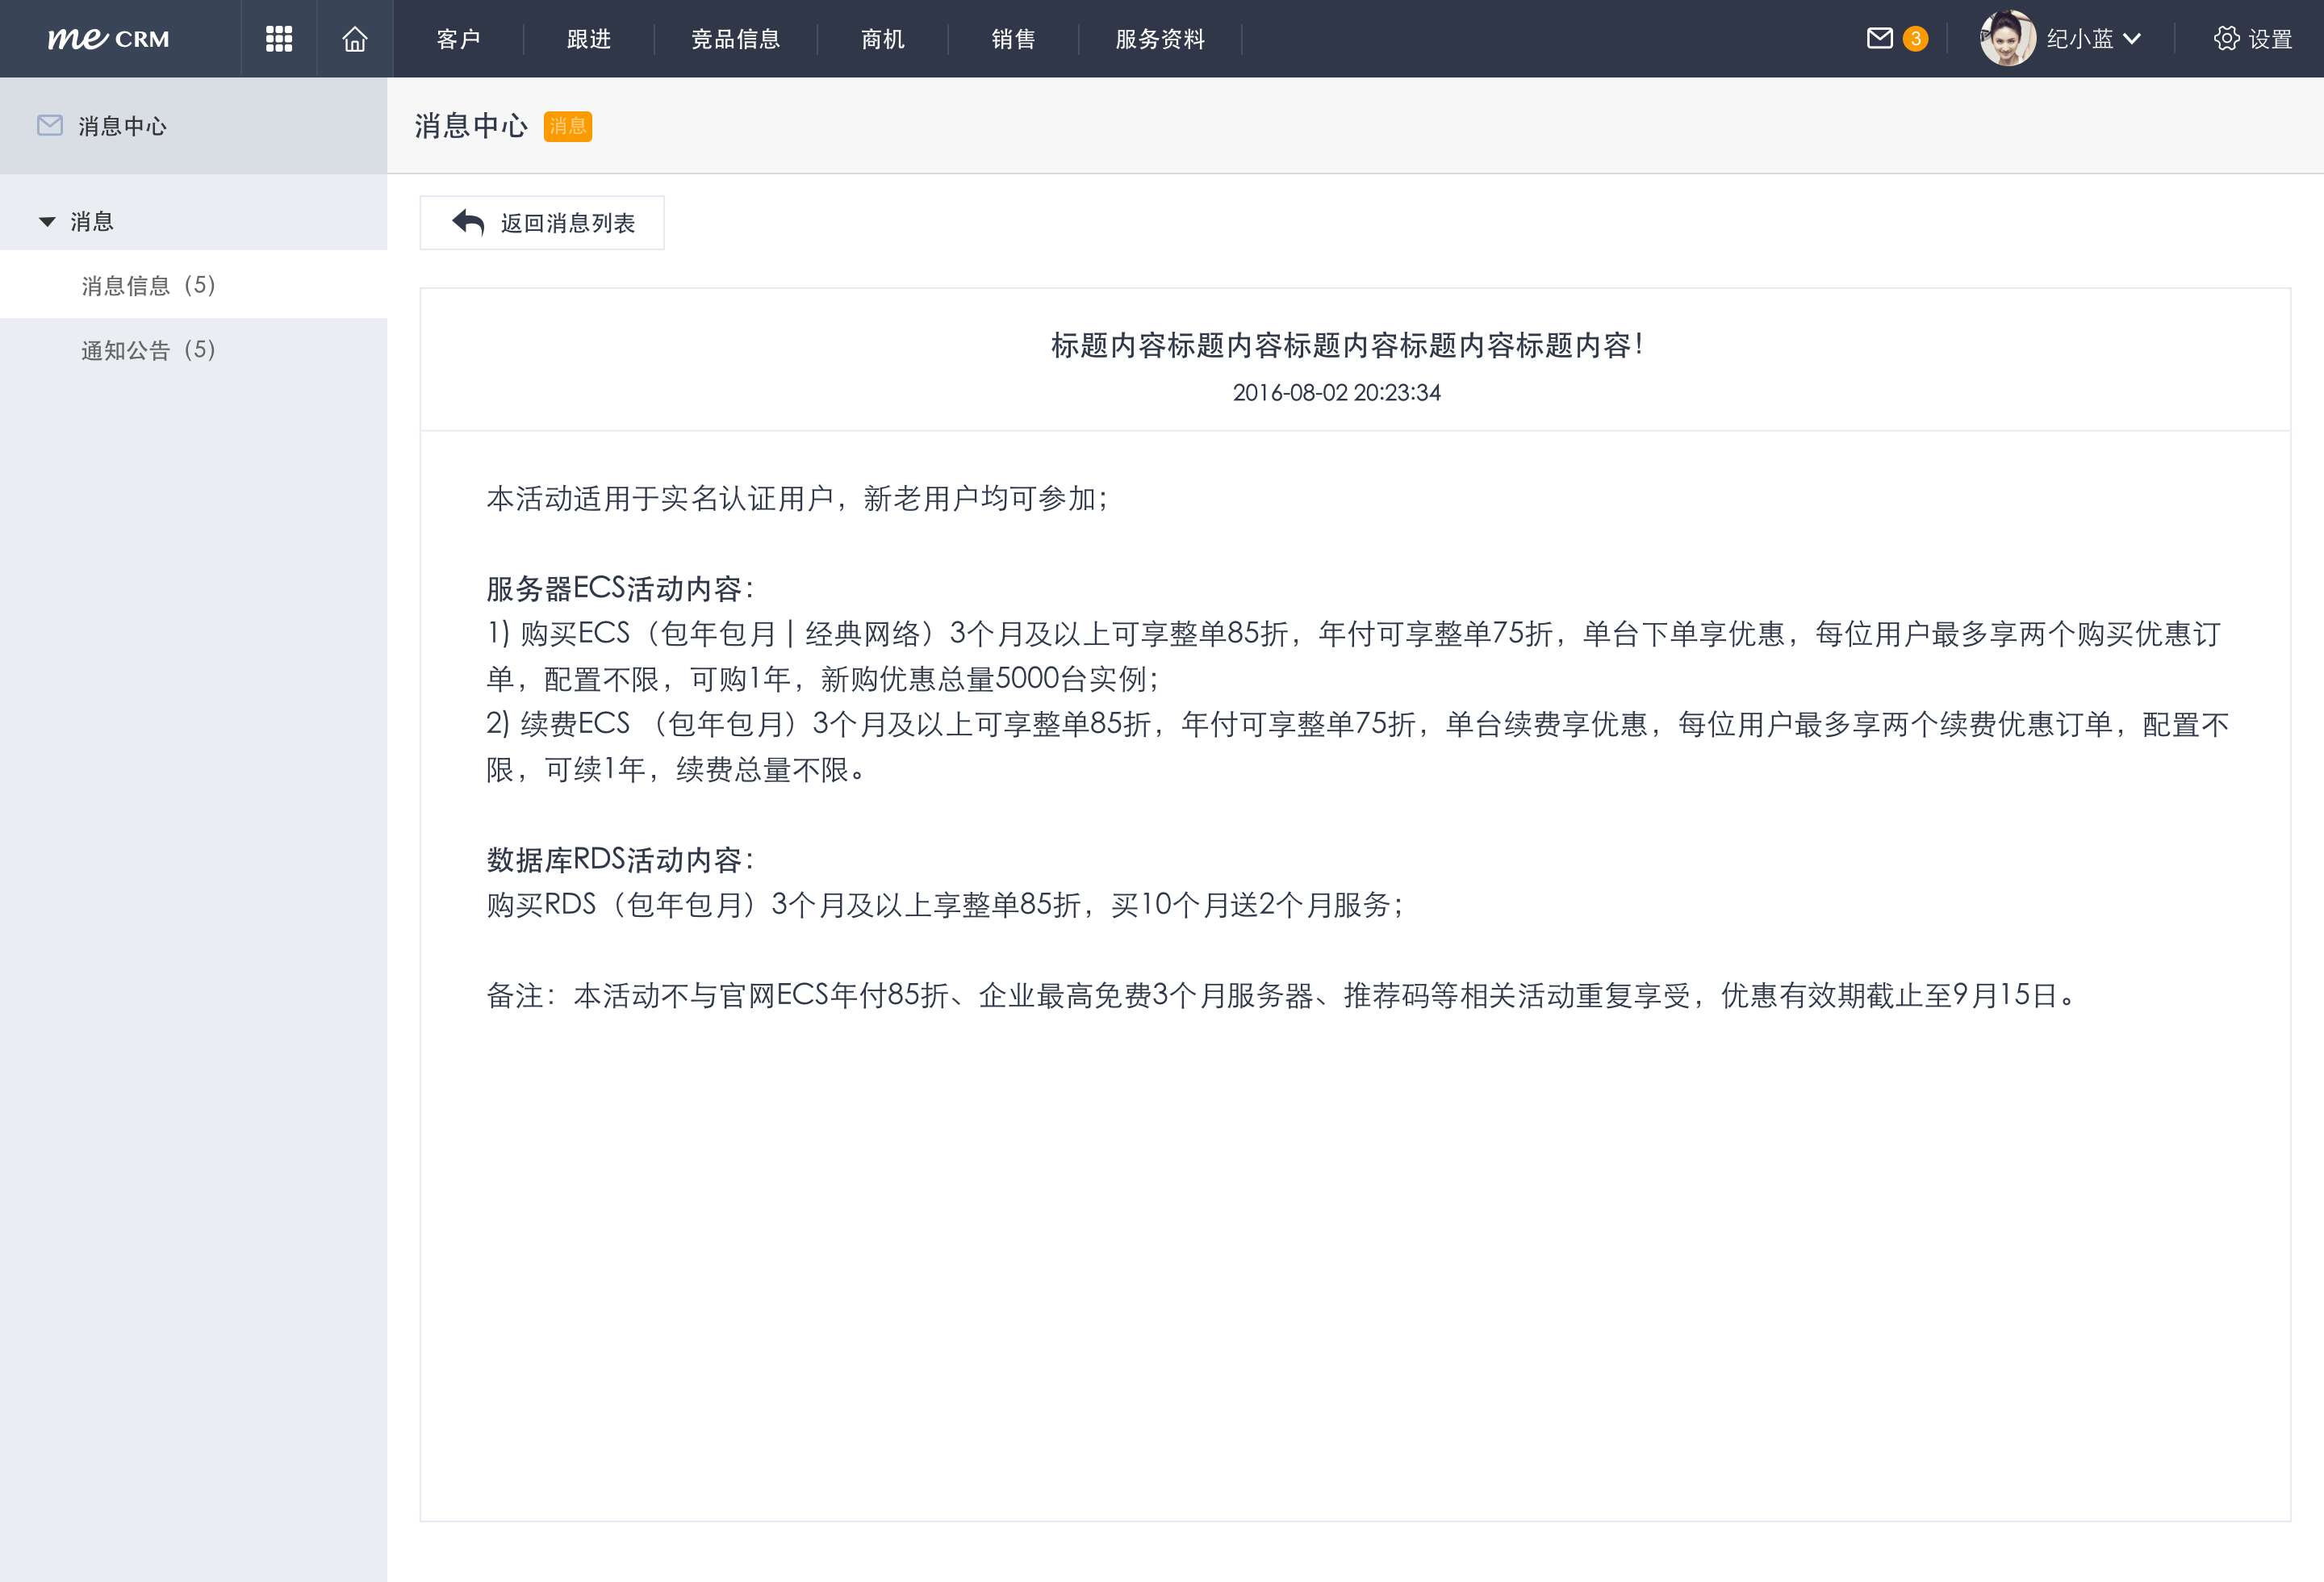 me CRM
客户
跟进
竞品信息
商机
销售
服务资料
3
纪小蓝
设置
消息中心
消息
消息信息（5）
通知公告（5）
消息中心 消息
返回消息列表
标题内容标题内容标题内容标题内容标题内容！
2016-08-02 20:23:34
本活动适用于实名认证用户，新老用户均可参加；
服务器ECS活动内容：
1) 购买ECS（包年包月 | 经典网络）3个月及以上可享整单85折，年付可享整单75折，单台下单享优惠，每位用户最多享两个购买优惠订
单，配置不限，可购1年，新购优惠总量5000台实例；
2) 续费ECS （包年包月）3个月及以上可享整单85折，年付可享整单75折，单台续费享优惠，每位用户最多享两个续费优惠订单，配置不
限，可续1年，续费总量不限。
数据库RDS活动内容：
购买RDS（包年包月）3个月及以上享整单85折，买10个月送2个月服务；
备注：本活动不与官网ECS年付85折、企业最高免费3个月服务器、推荐码等相关活动重复享受，优惠有效期截止至9月15日。